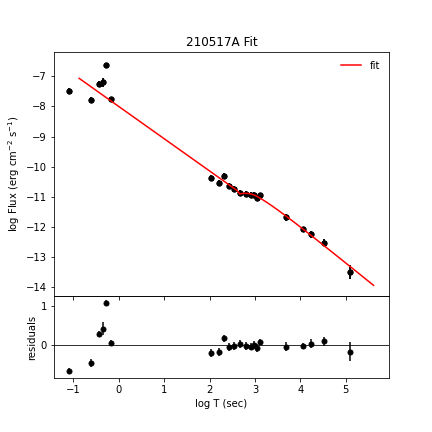 210517A Fit
fit
log Flux (erg cm⁻² s⁻¹)
−7
−8
−9
−10
−11
−12
−13
−14
residuals
1
0
−1 0 1 2 3 4 5
log T (sec)